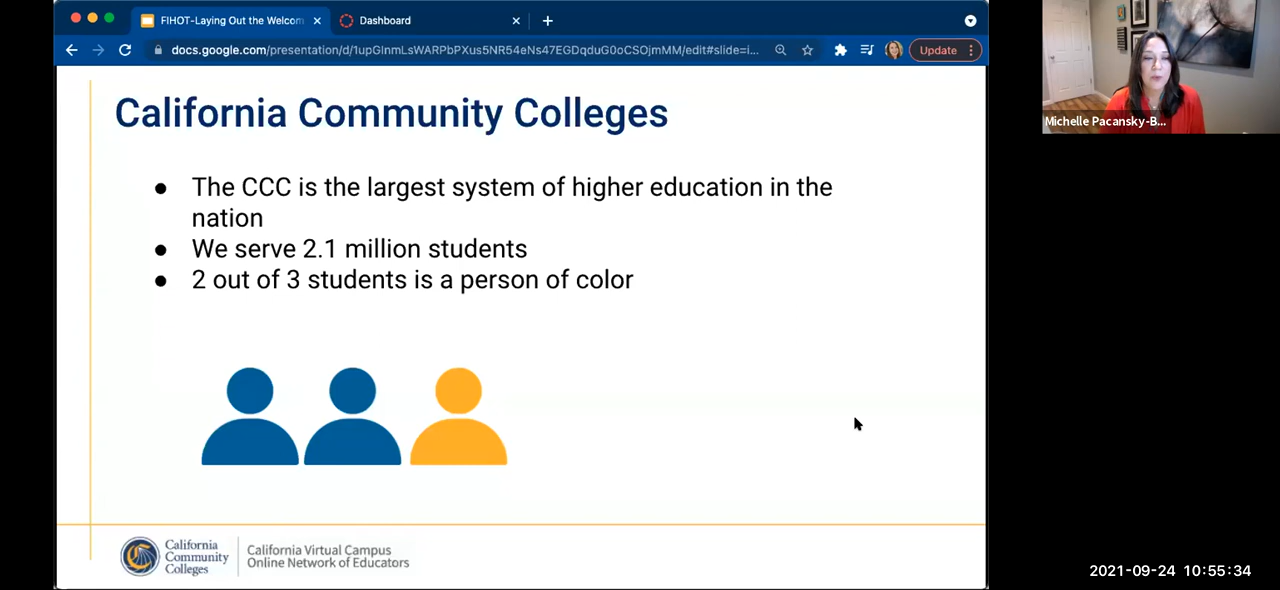 FIHOT-Laying Out the Welcom
Dashboard
docs.google.com/presentation/d/1upGInmLsWARPbPXus5NR54eNs47EGDqduG0oCSOjmMM/edit#slide=i...
Update
California Community Colleges
Michelle Pacansky-B...
● The CCC is the largest system of higher education in the
nation
● We serve 2.1 million students
● 2 out of 3 students is a person of color
California
Community
Colleges
California Virtual Campus
Online Network of Educators
2021-09-24 10:55:34